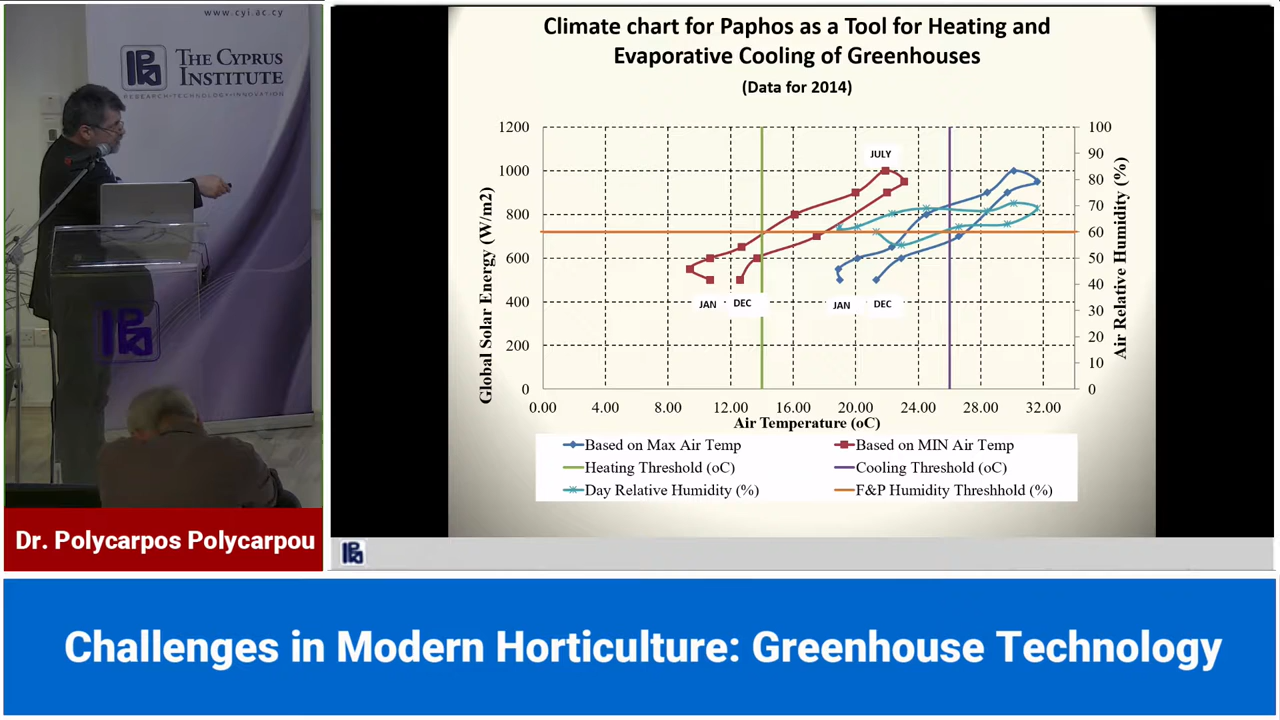 www.cyi.ac.cy
THE CYPRUS
INSTITUTE
RESEARCH|TECHNOLOGY•INNOVATION
Climate chart for Paphos as a Tool for Heating and
Evaporative Cooling of Greenhouses
(Data for 2014)
Global Solar Energy (W/m2)
1200
1000
800
600
400
200
0
JULY
JAN
DEC
JAN
DEC
100
90
80
70
60
50
40
30
20
10
0
Air Relative Humidity (%)
0.00 4.00 8.00 12.00 16.00 20.00 24.00 28.00 32.00
Air Temperature (oC)
Based on Max Air Temp
Based on MIN Air Temp
Heating Threshold (oC)
Cooling Threshold (oC)
Day Relative Humidity (%)
F&P Humidity Threshhold (%)
Dr. Polycarpos Polycarpou
Challenges in Modern Horticulture: Greenhouse Technology